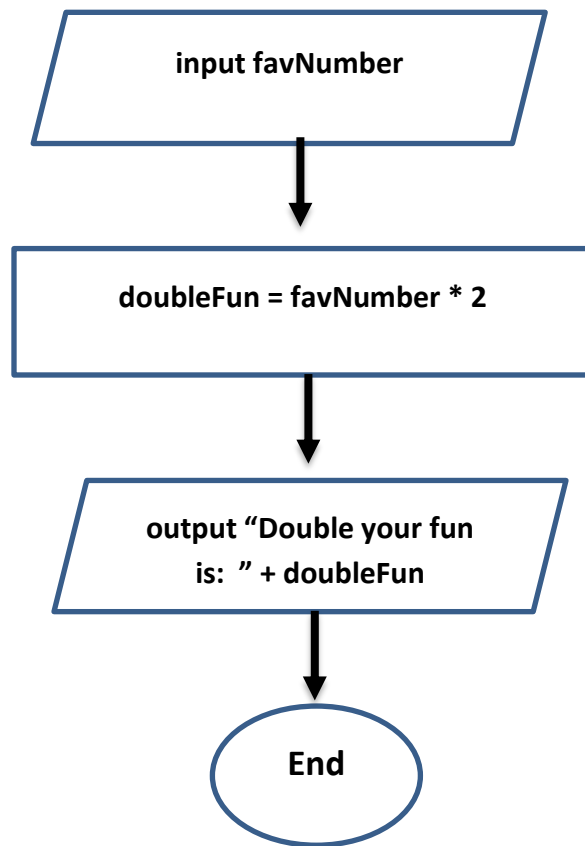 input favNumber
doubleFun = favNumber * 2
output “Double your fun
is:  ” + doubleFun
End